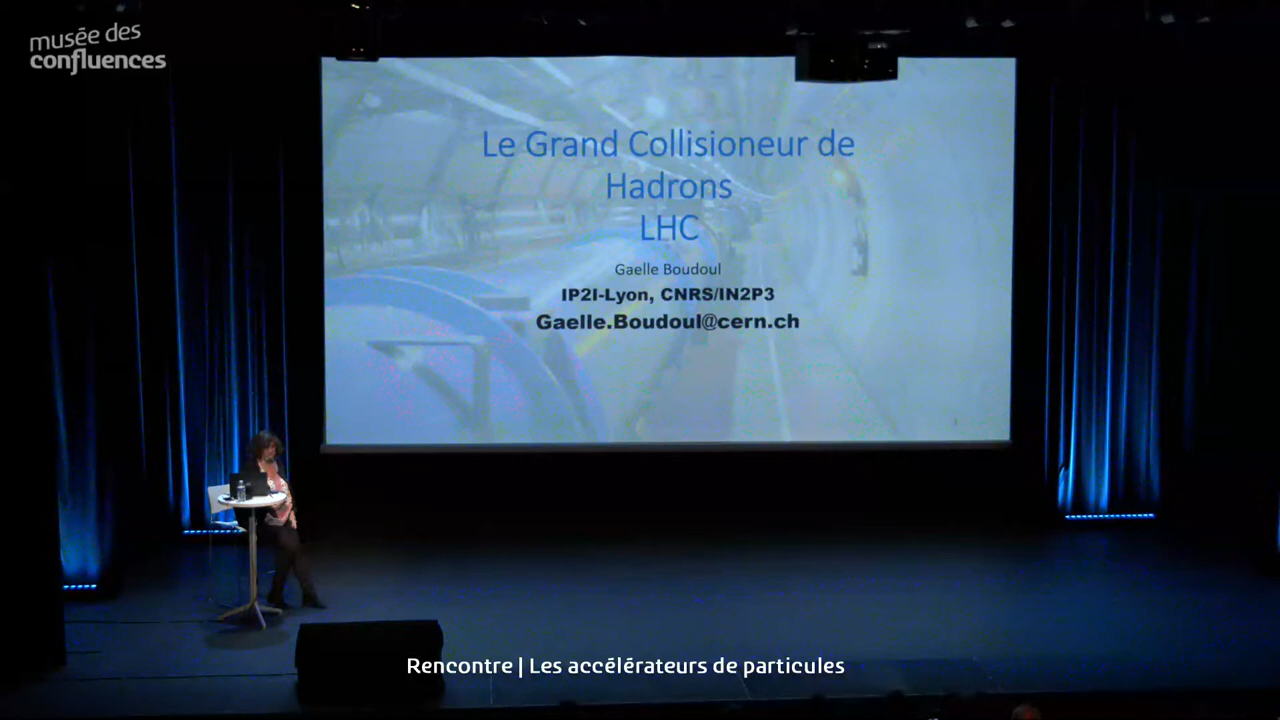 musée des
confluences
Le Grand Collisioneur de
Hadrons
LHC
Gaelle Boudoul
IP2I-Lyon, CNRS/IN2P3
Gaelle.Boudoul@cern.ch
Rencontre | Les accélérateurs de particules